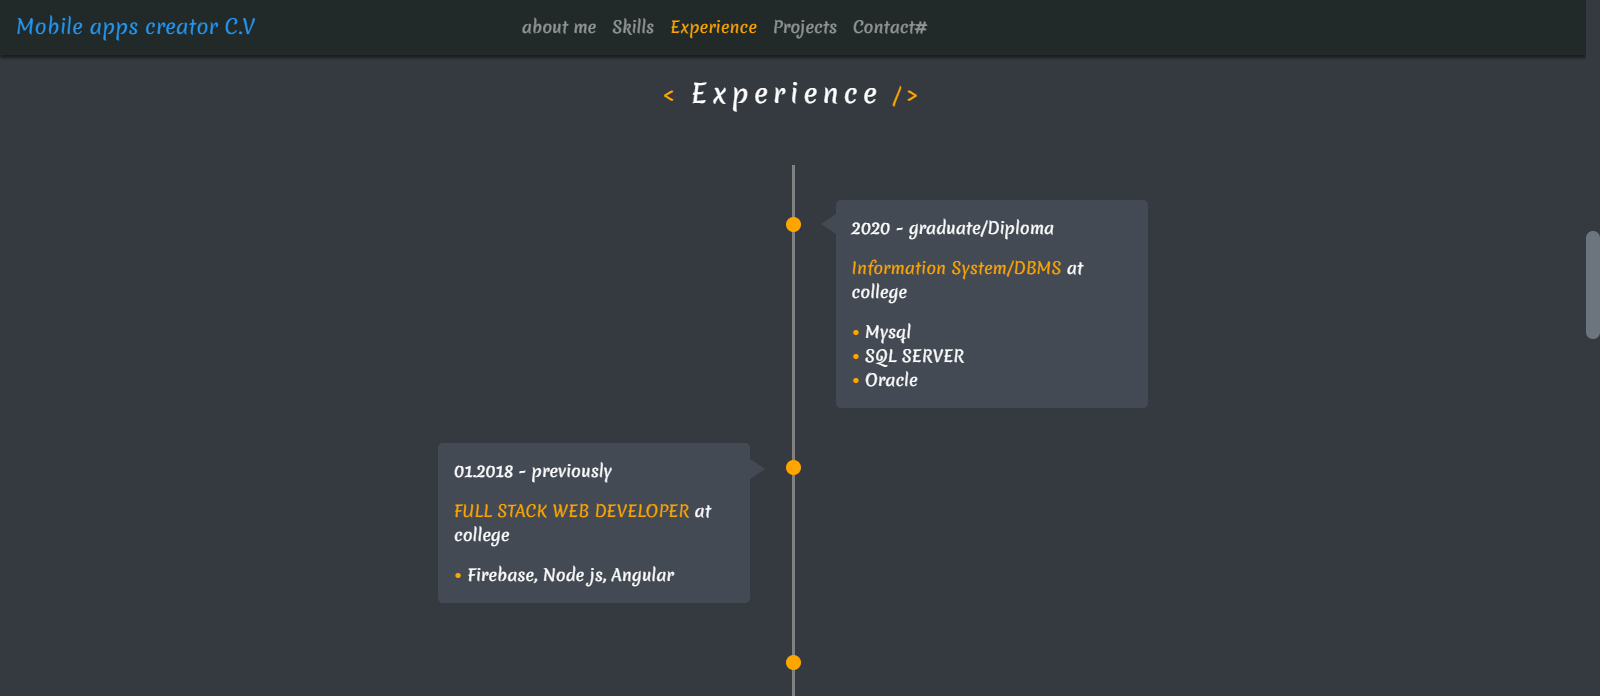 Mobile apps creator C.V
about me Skills Experience Projects Contact#
< Experience />
2020 - graduate/Diploma
Information System/DBMS at
college
• Mysql
• SQL SERVER
• Oracle
01.2018 - previously
FULL STACK WEB DEVELOPER at
college
• Firebase, Node js, Angular